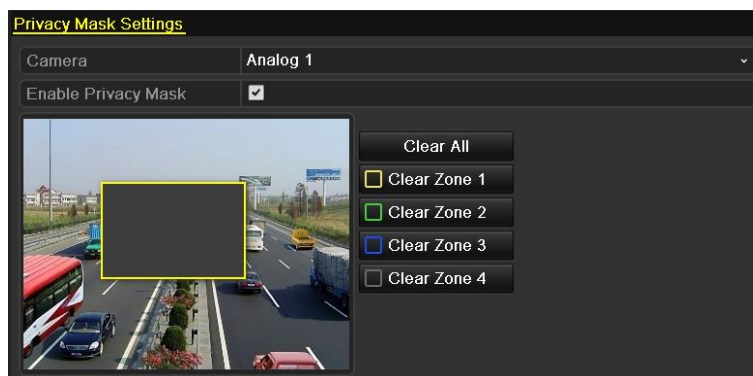 Privacy Mask Settings
Camera Analog 1
Enable Privacy Mask
Clear All
Clear Zone 1
Clear Zone 2
Clear Zone 3
Clear Zone 4